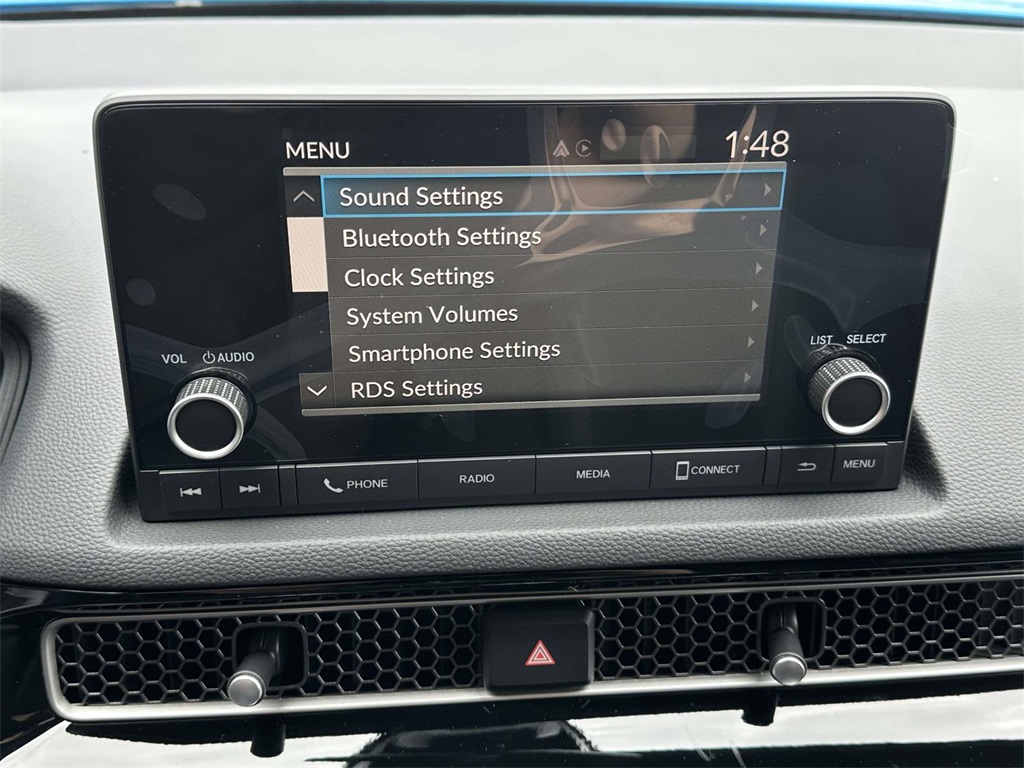 MENU 1:48
Sound Settings
Bluetooth Settings
Clock Settings
System Volumes
Smartphone Settings
RDS Settings
VOL AUDIO
LIST SELECT
PHONE RADIO MEDIA CONNECT MENU